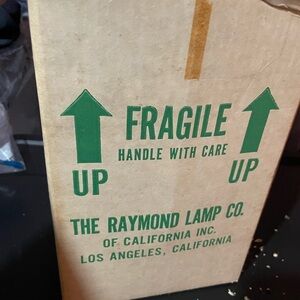 FRAGILE
HANDLE WITH CARE
UP UP
THE RAYMOND LAMP CO.
OF CALIFORNIA INC.
LOS ANGELES, CALIFORNIA